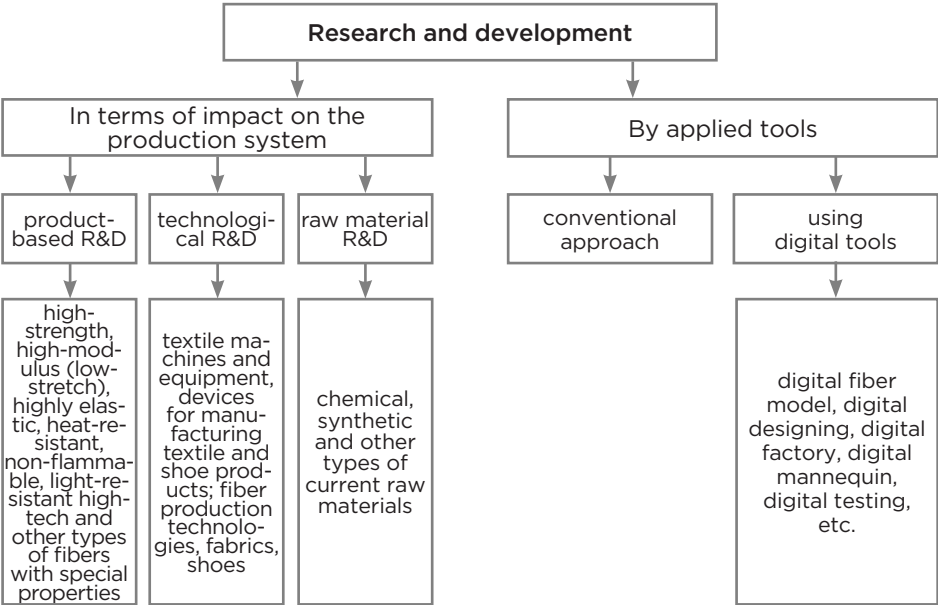 Research and development
In terms of impact on the
production system
By applied tools
product-
based R&D
technologi-
cal R&D
raw material
R&D
conventional
approach
using
digital tools
high-
strength,
high-mod-
ulus (low-
stretch),
highly elas-
tic, heat-re-
sistant,
non-flamma-
ble, light-re-
sistant high-
tech and
other types
of fibers
with special
properties
textile ma-
chines and
equipment,
devices
for manu-
facturing
textile and
shoe prod-
ucts; fiber
production
technolo-
gies, fabrics,
shoes
chemical,
synthetic
and other
types of
current raw
materials
digital fiber
model, digital
designing, digital
factory, digital
mannequin,
digital testing,
etc.